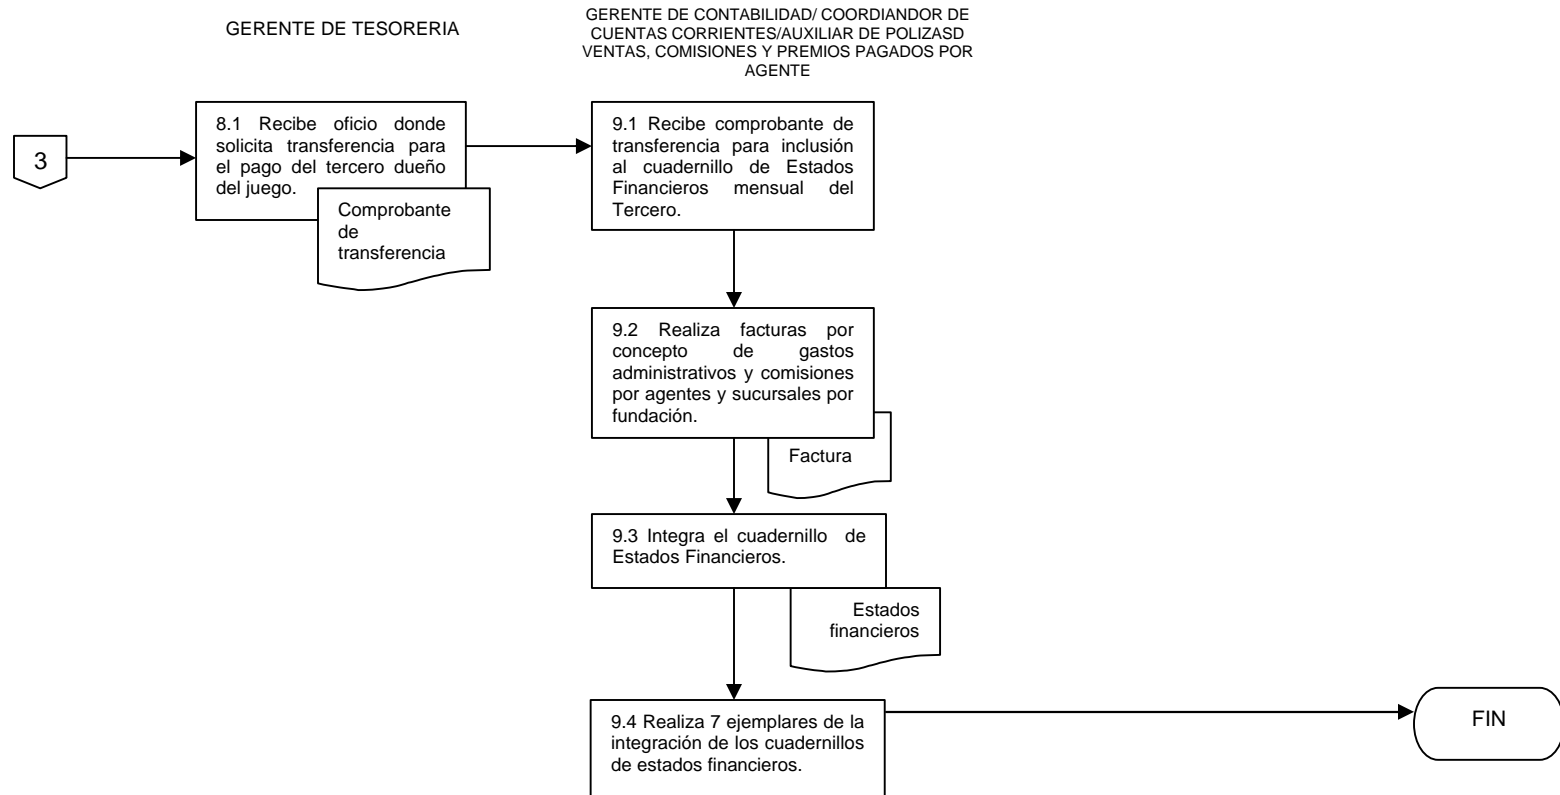 GERENTE DE TESORERIA
GERENTE DE CONTABILIDAD/ COORDIANDOR DE
CUENTAS CORRIENTES/AUXILIAR DE POLIZASD
VENTAS, COMISIONES Y PREMIOS PAGADOS POR
AGENTE
3
8.1 Recibe oficio donde
solicita transferencia para
el pago del tercero dueño
del juego.
Comprobante
de
transferencia
9.1 Recibe comprobante de
transferencia para inclusión
al cuadernillo de Estados
Financieros mensual del
Tercero.
9.2 Realiza facturas por
concepto de gastos
administrativos y comisiones
por agentes y sucursales por
fundación.
Factura
9.3 Integra el cuadernillo de
Estados Financieros.
Estados
financieros
9.4 Realiza 7 ejemplares de la
integración de los cuadernillos
de estados financieros.
FIN